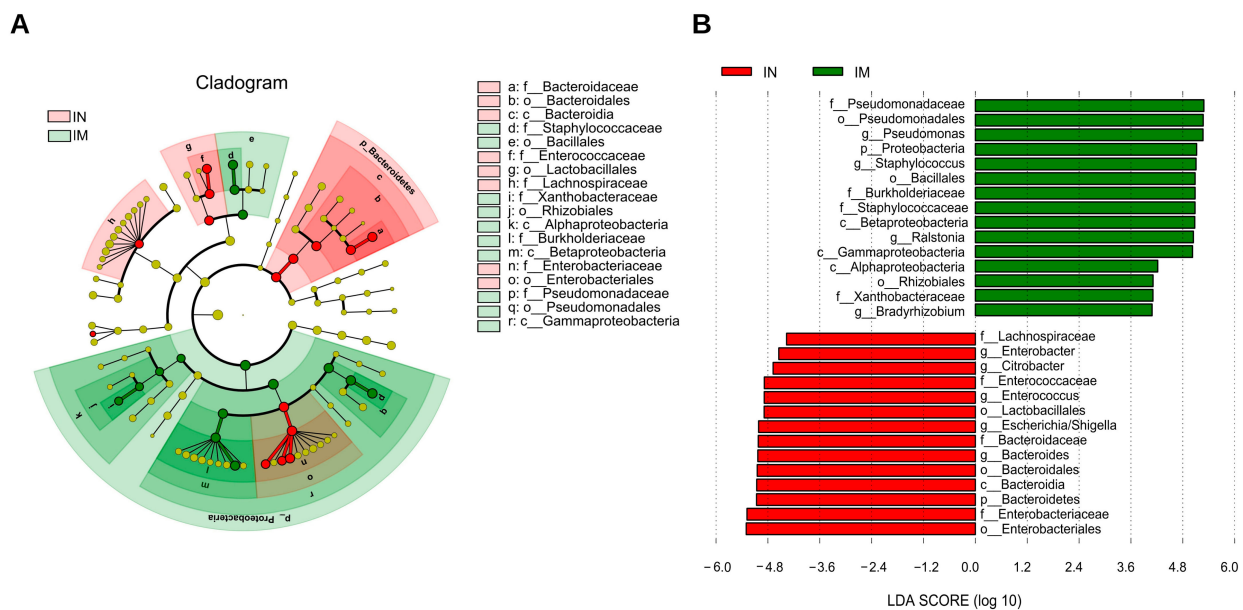 A
Cladogram
IN
IM
a: f__Bacteroidaceae
b: o__Bacteroidales
c: c__Bacteroidia
d: f__Staphylococcaceae
e: o__Bacillales
f: f__Enterococcaceae
g: o__Lactobacillales
h: f__Lachnospiraceae
i: f__Xanthobacteraceae
j: o__Rhizobiales
k: c__Alphaproteobacteria
l: f__Burkholderiaceae
m: c__Betaproteobacteria
n: f__Enterobacteriaceae
o: o__Enterobacteriales
p: f__Pseudomonadaceae
q: o__Pseudomonadales
r: c__Gammaproteobacteria
g
e
f
d
p_Bacteroidetes
c
b
a
h
k
j
i
l
m
n
o
r
p
q
p_ Proteobacteria
B
IN
IM
f__Pseudomonadaceae
o__Pseudomonadales
g__Pseudomonas
p__Proteobacteria
g__Staphylococcus
o__Bacillales
f__Burkholderiaceae
f__Staphylococcaceae
c__Betaproteobacteria
g__Ralstonia
c__Gammaproteobacteria
c__Alphaproteobacteria
o__Rhizobiales
f__Xanthobacteraceae
g__Bradyrhizobium
f__Lachnospiraceae
g__Enterobacter
g__Citrobacter
f__Enterococcaceae
g__Enterococcus
o__Lactobacillales
g__Escherichia/Shigella
f__Bacteroidaceae
g__Bacteroides
o__Bacteroidales
c__Bacteroidia
p__Bacteroidetes
f__Enterobacteriaceae
o__Enterobacteriales
−6.0 −4.8 −3.6 −2.4 −1.2 0.0 1.2 2.4 3.6 4.8 6.0
LDA SCORE (log 10)